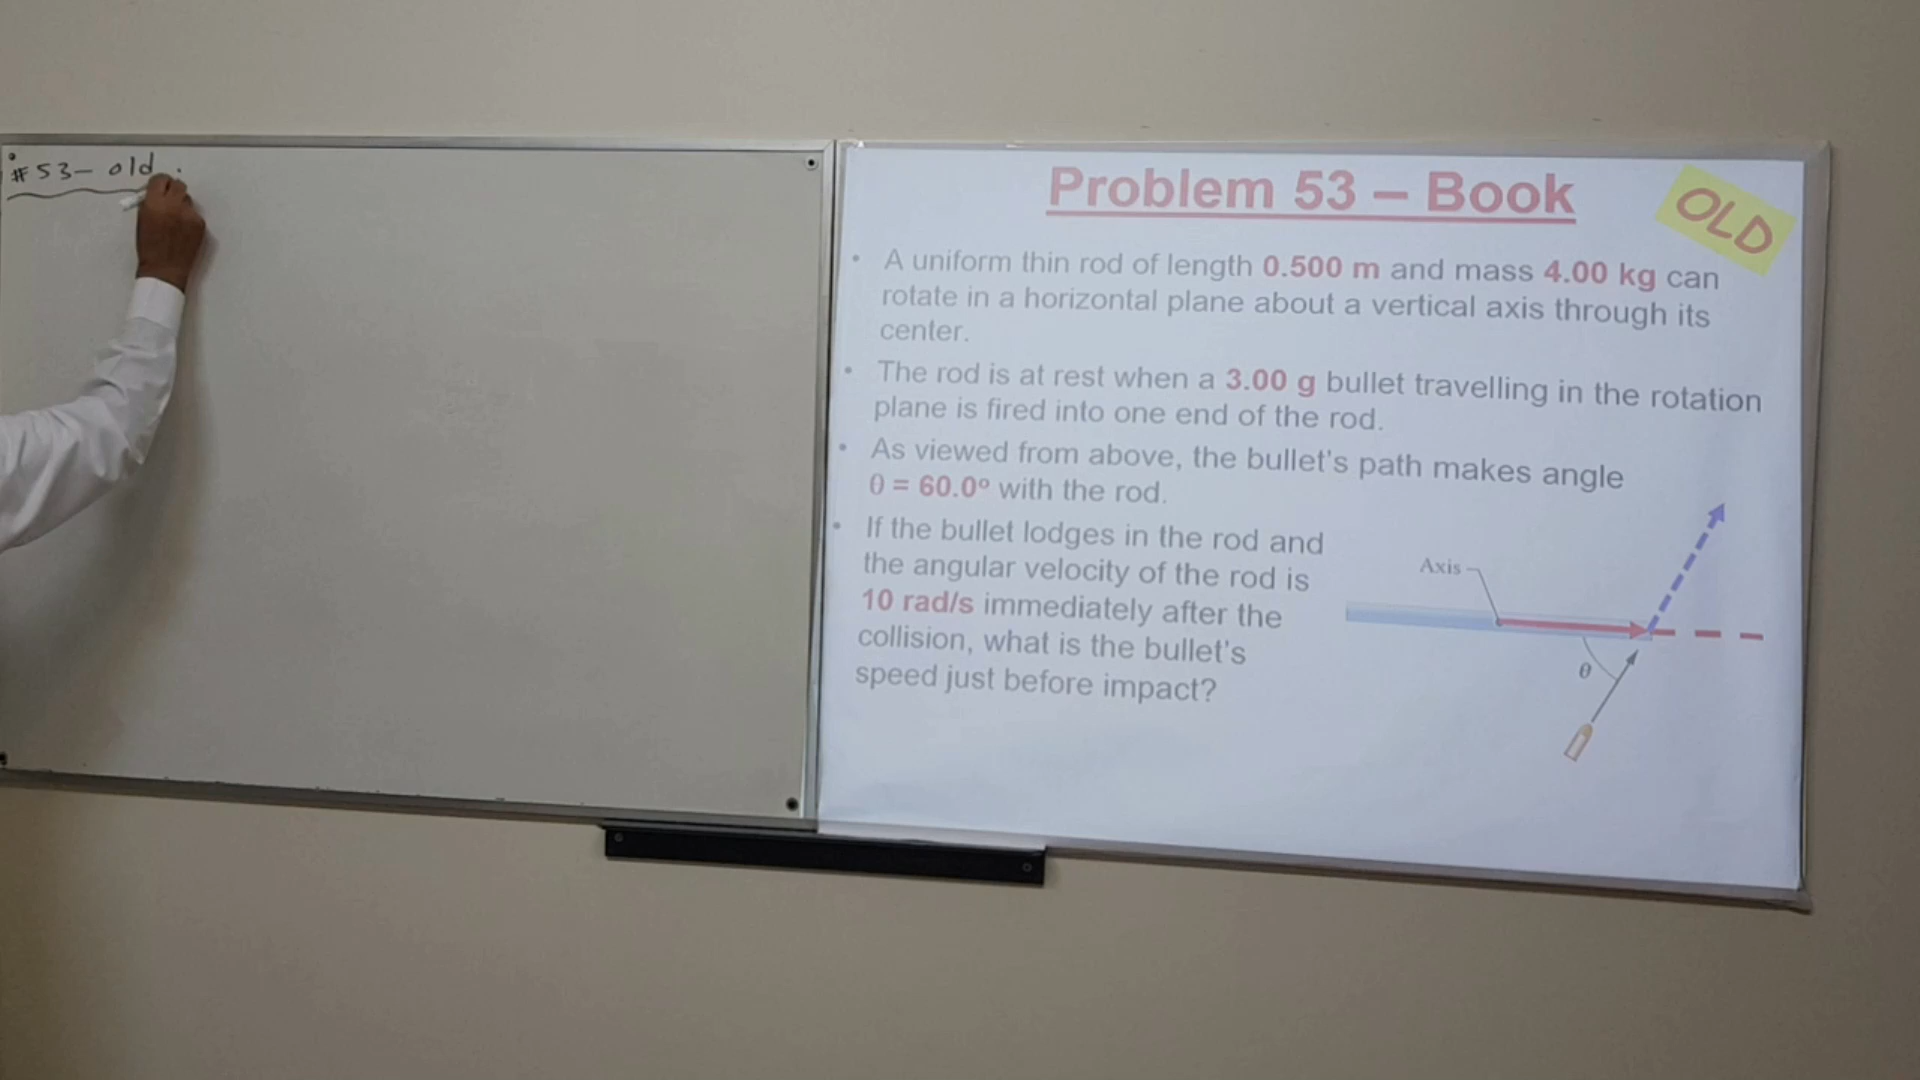 #53- old.
Problem 53 – Book
OLD
• A uniform thin rod of length 0.500 m and mass 4.00 kg can
rotate in a horizontal plane about a vertical axis through its
center.
• The rod is at rest when a 3.00 g bullet travelling in the rotation
plane is fired into one end of the rod.
• As viewed from above, the bullet's path makes angle
θ = 60.0º with the rod.
• If the bullet lodges in the rod and
the angular velocity of the rod is
10 rad/s immediately after the
collision, what is the bullet's
speed just before impact?
Axis
θ